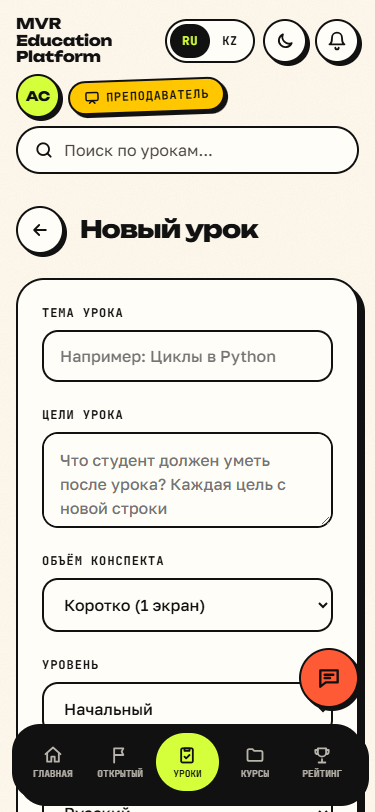 MVR
Education
Platform
RU
KZ
AC
ПРЕПОДАВАТЕЛЬ
Поиск по урокам...
Новый урок
ТЕМА УРОКА
Например: Циклы в Python
ЦЕЛИ УРОКА
Что студент должен уметь
после урока? Каждая цель с
новой строки
ОБЪЁМ КОНСПЕКТА
Коротко (1 экран)
УРОВЕНЬ
Начальный
ГЛАВНАЯ
ОТКРЫТЫЙ
УРОКИ
КУРСЫ
РЕЙТИНГ